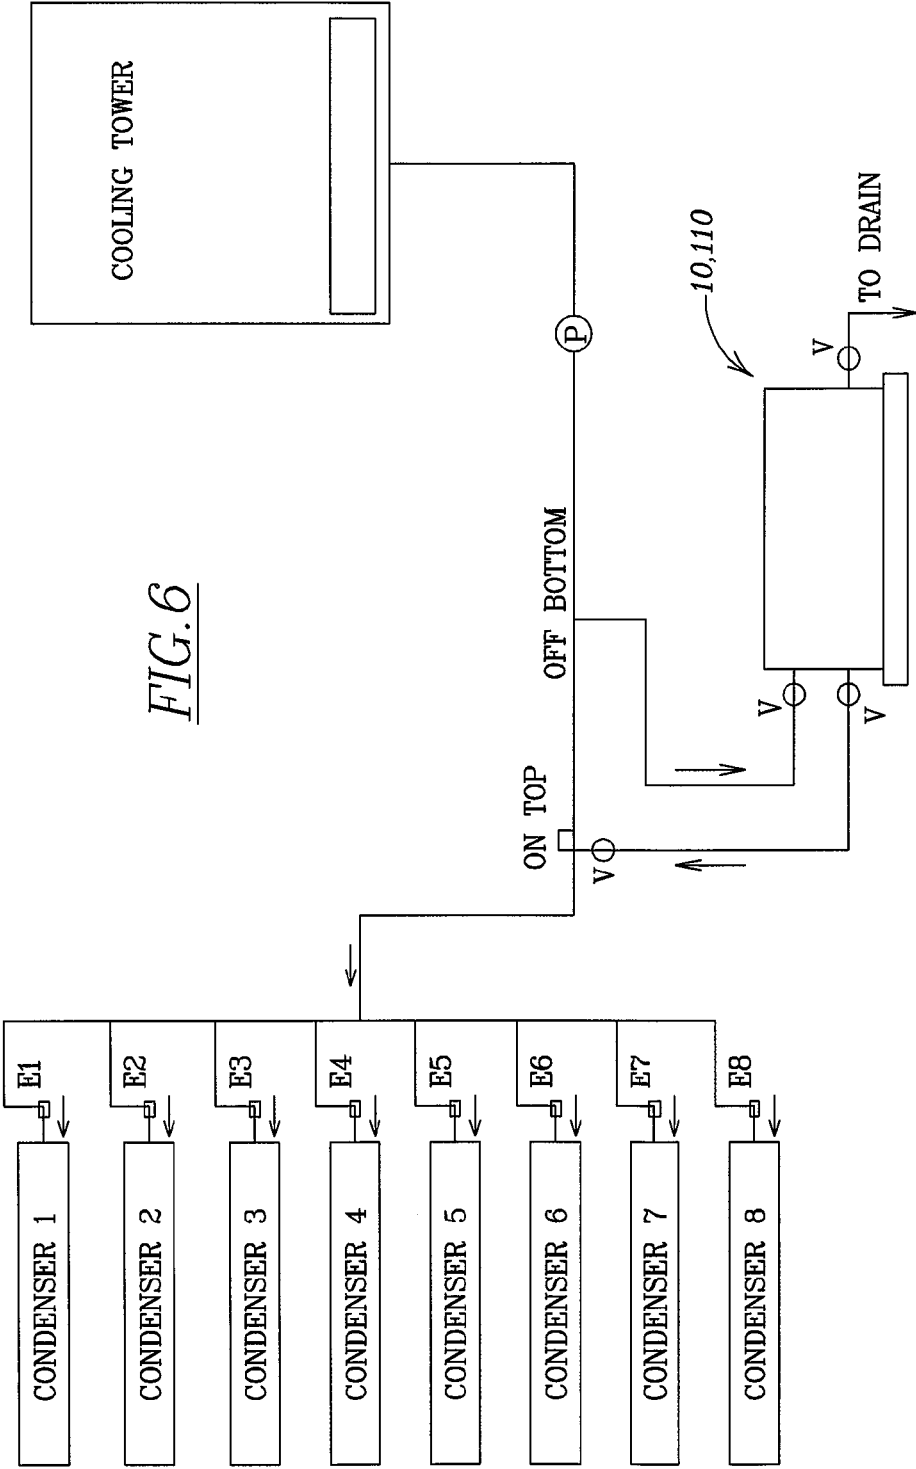 COOLING TOWER
P
10,110
V
TO DRAIN
OFF BOTTOM
ON TOP
V
V
V
FIG.6
E1
E2
E3
E4
E5
E6
E7
E8
CONDENSER 1
CONDENSER 2
CONDENSER 3
CONDENSER 4
CONDENSER 5
CONDENSER 6
CONDENSER 7
CONDENSER 8